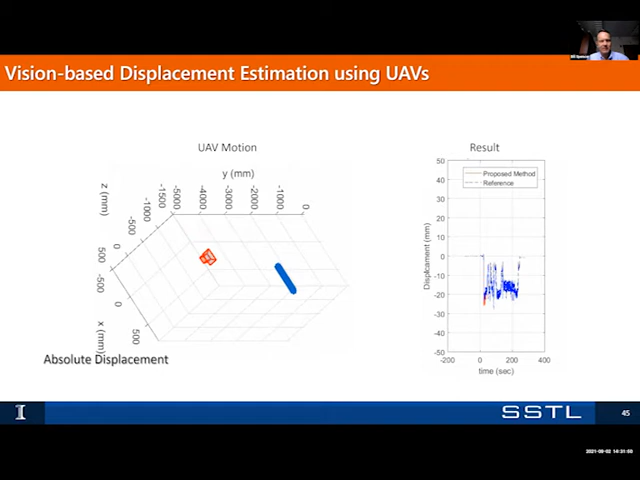 Vision-based Displacement Estimation using UAVs
UAV Motion
y (mm)
-5000
-4000
-3000
-2000
-1000
0
z (mm)
-1500
-1000
-500
0
500
-500
0
500
x (mm)
Absolute Displacement
Result
Proposed Method
Reference
50
40
30
20
10
0
-10
-20
-30
-40
-50
Displacment (mm)
-200
0
200
400
time (sec)
I
SSTL
45
2021-09-02 14:31:50